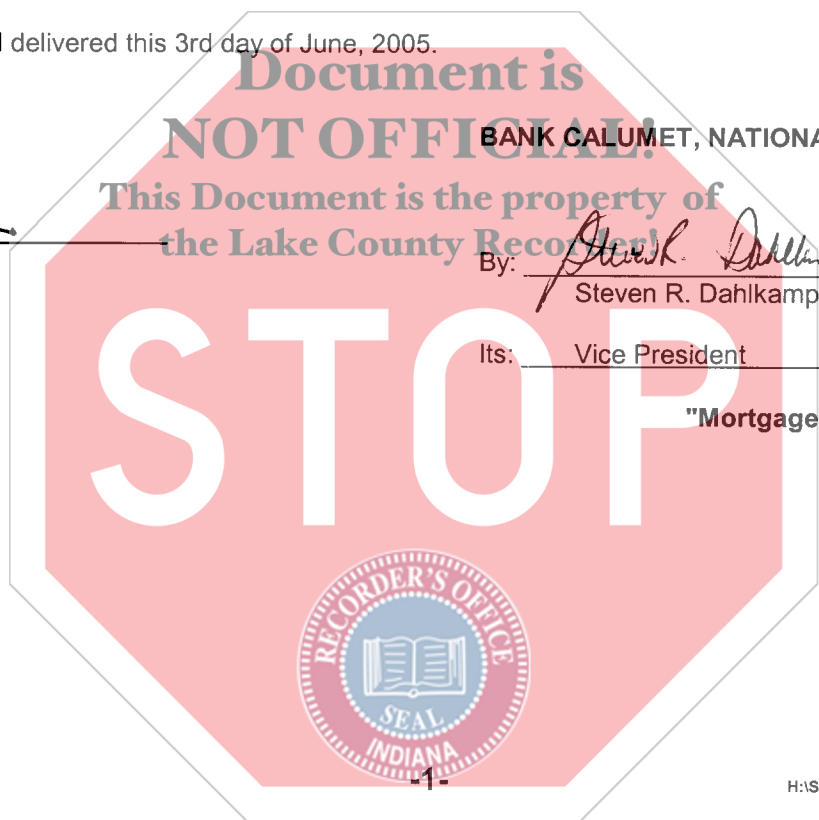 delivered this 3rd day of June, 2005.
Document is
NOT OFFICIAL!
BANK CALUMET, NATIONA
This Document is the property of
the Lake County Recorder!
By:
Steven R. Dahlkamp
Its: Vice President
"Mortgage
STOP
RECORDER'S OFFICE
SEAL
INDIANA
-1-
H:\S